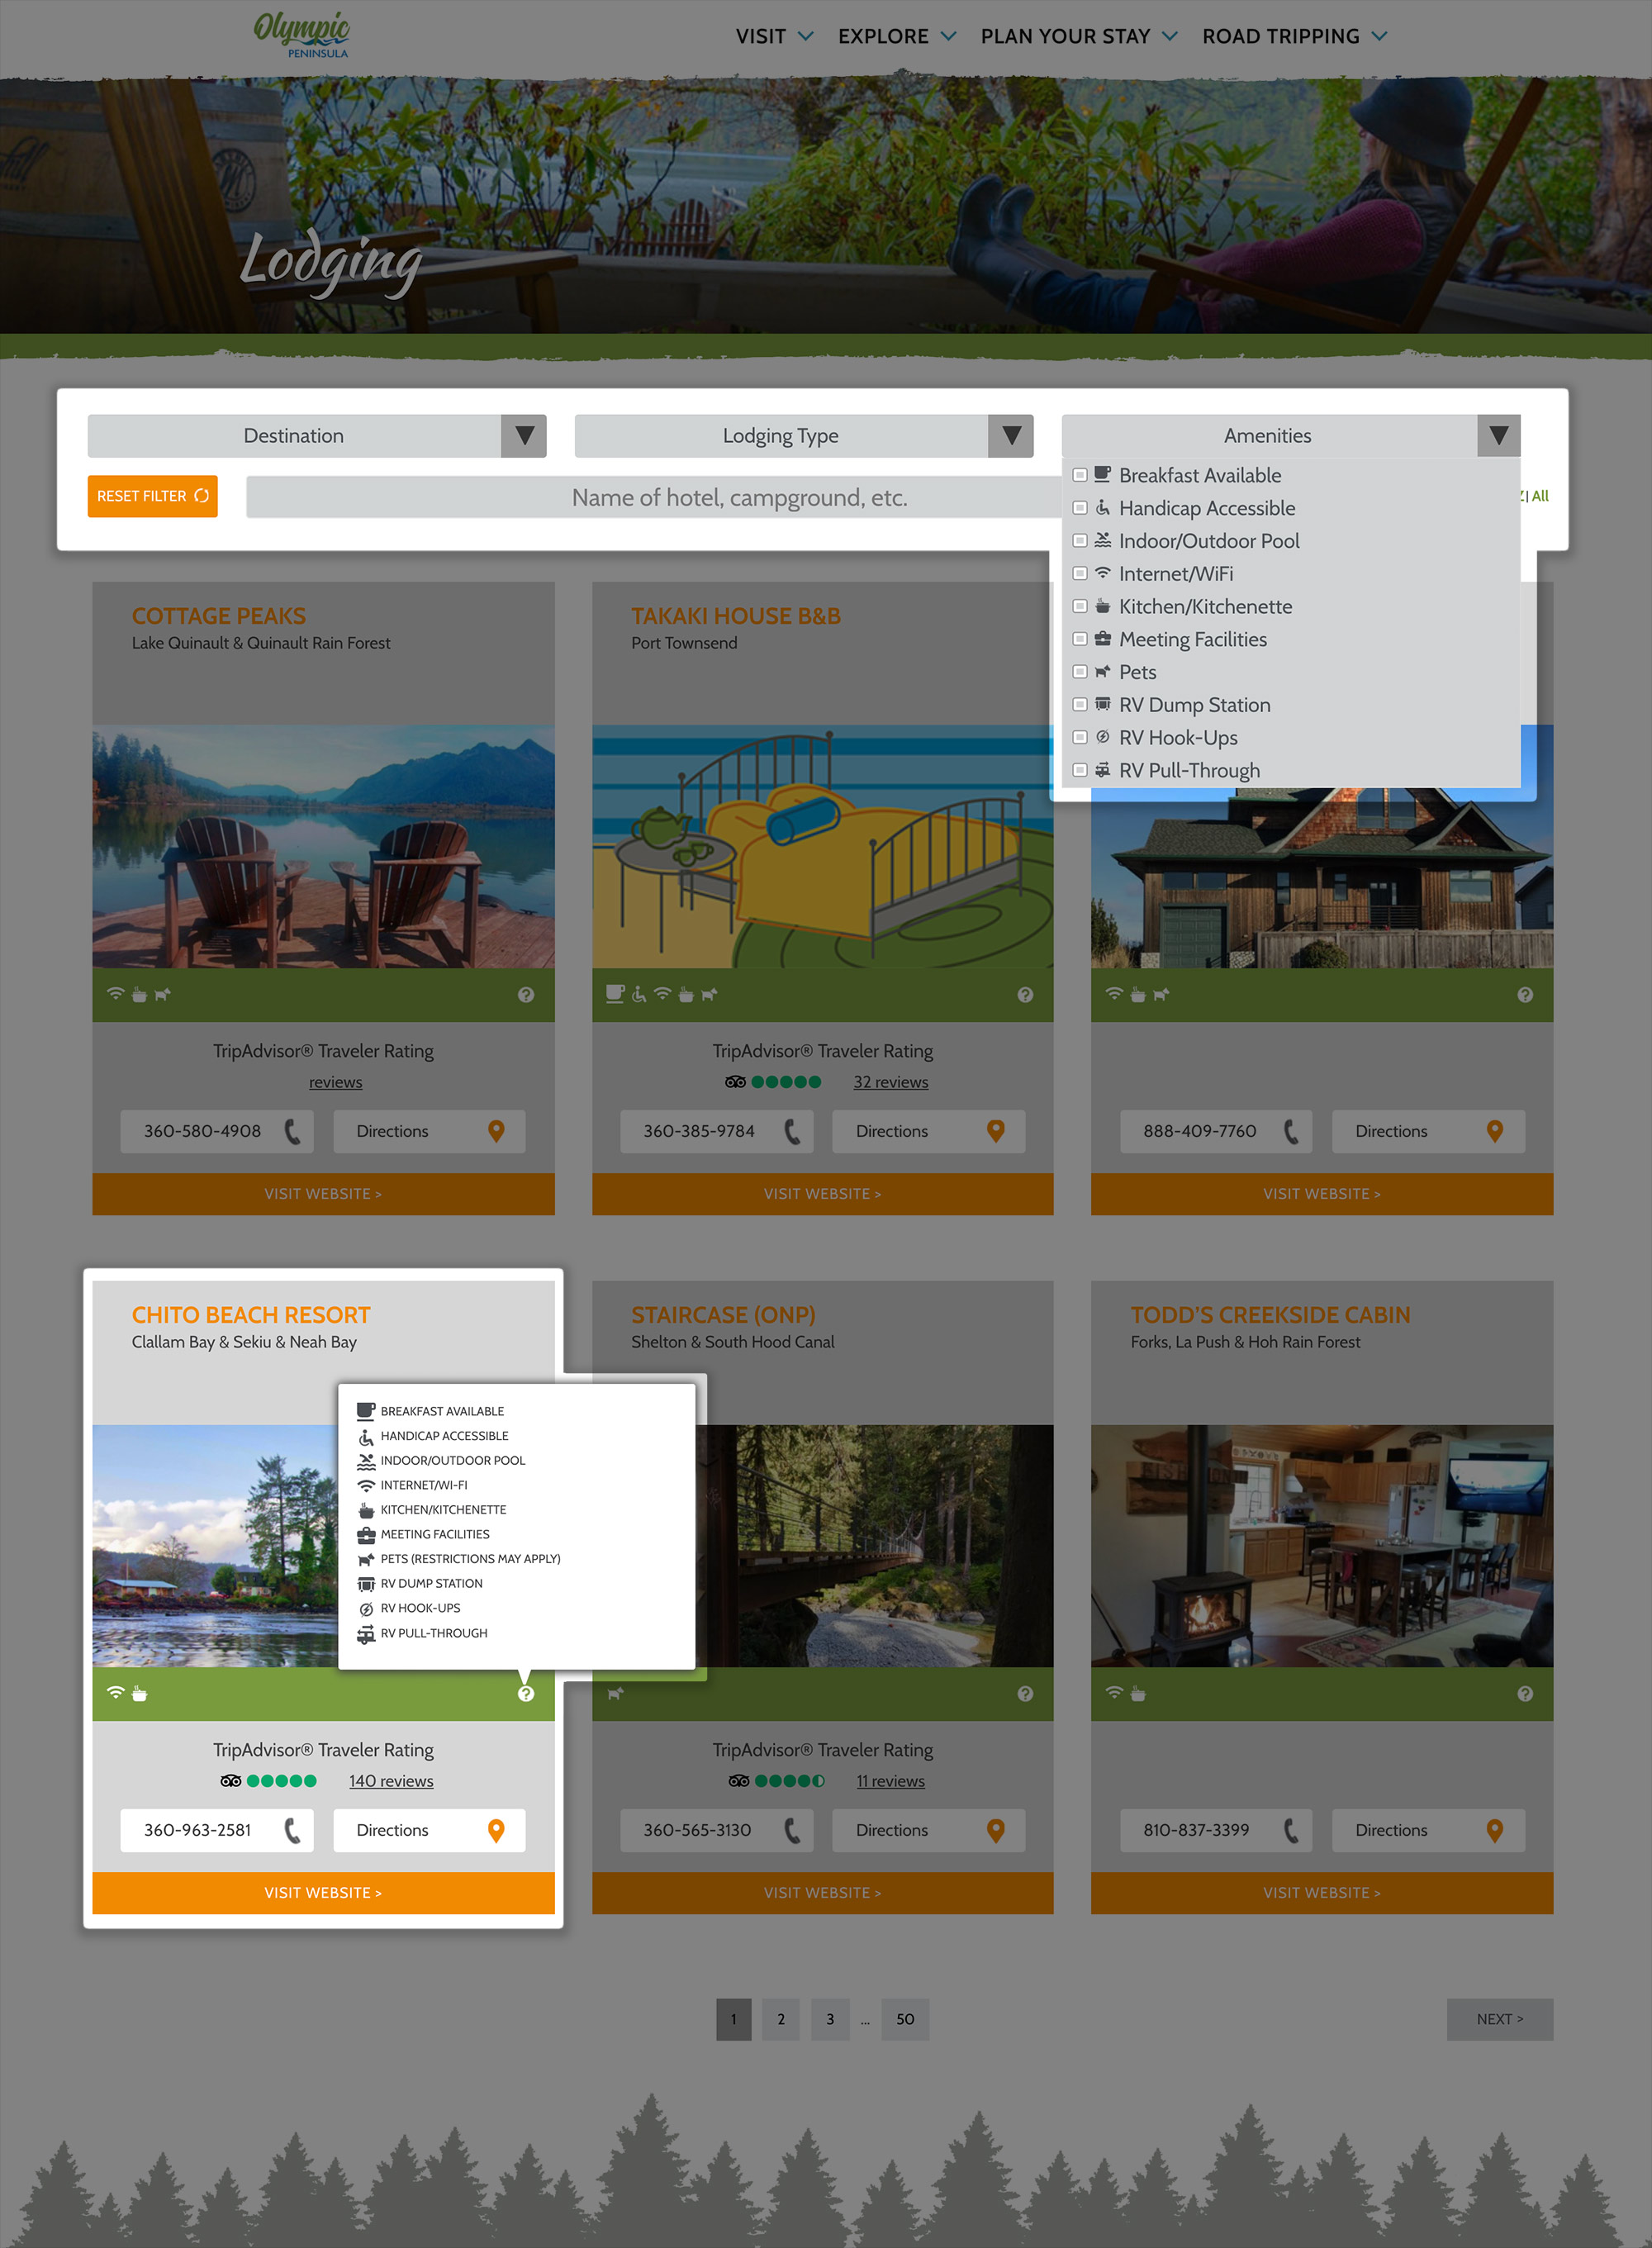 Olympic
PENINSULA
VISIT EXPLORE PLAN YOUR STAY ROAD TRIPPING
Lodging
Destination Lodging Type Amenities
RESET FILTER Name of hotel, campground, etc. | All
Breakfast Available
Handicap Accessible
Indoor/Outdoor Pool
Internet/WiFi
Kitchen/Kitchenette
Meeting Facilities
Pets
RV Dump Station
RV Hook-Ups
RV Pull-Through
COTTAGE PEAKS
Lake Quinault & Quinault Rain Forest
TripAdvisor® Traveler Rating
reviews
360-580-4908 Directions
VISIT WEBSITE >
TAKAKI HOUSE B&B
Port Townsend
TripAdvisor® Traveler Rating
32 reviews
360-385-9784 Directions
VISIT WEBSITE >
888-409-7760 Directions
VISIT WEBSITE >
CHITO BEACH RESORT
Clallam Bay & Sekiu & Neah Bay
BREAKFAST AVAILABLE
HANDICAP ACCESSIBLE
INDOOR/OUTDOOR POOL
INTERNET/WI-FI
KITCHEN/KITCHENETTE
MEETING FACILITIES
PETS (RESTRICTIONS MAY APPLY)
RV DUMP STATION
RV HOOK-UPS
RV PULL-THROUGH
TripAdvisor® Traveler Rating
140 reviews
360-963-2581 Directions
VISIT WEBSITE >
STAIRCASE (ONP)
Shelton & South Hood Canal
TripAdvisor® Traveler Rating
11 reviews
360-565-3130 Directions
VISIT WEBSITE >
TODD'S CREEKSIDE CABIN
Forks, La Push & Hoh Rain Forest
810-837-3399 Directions
VISIT WEBSITE >
1 2 3 ... 50 NEXT >